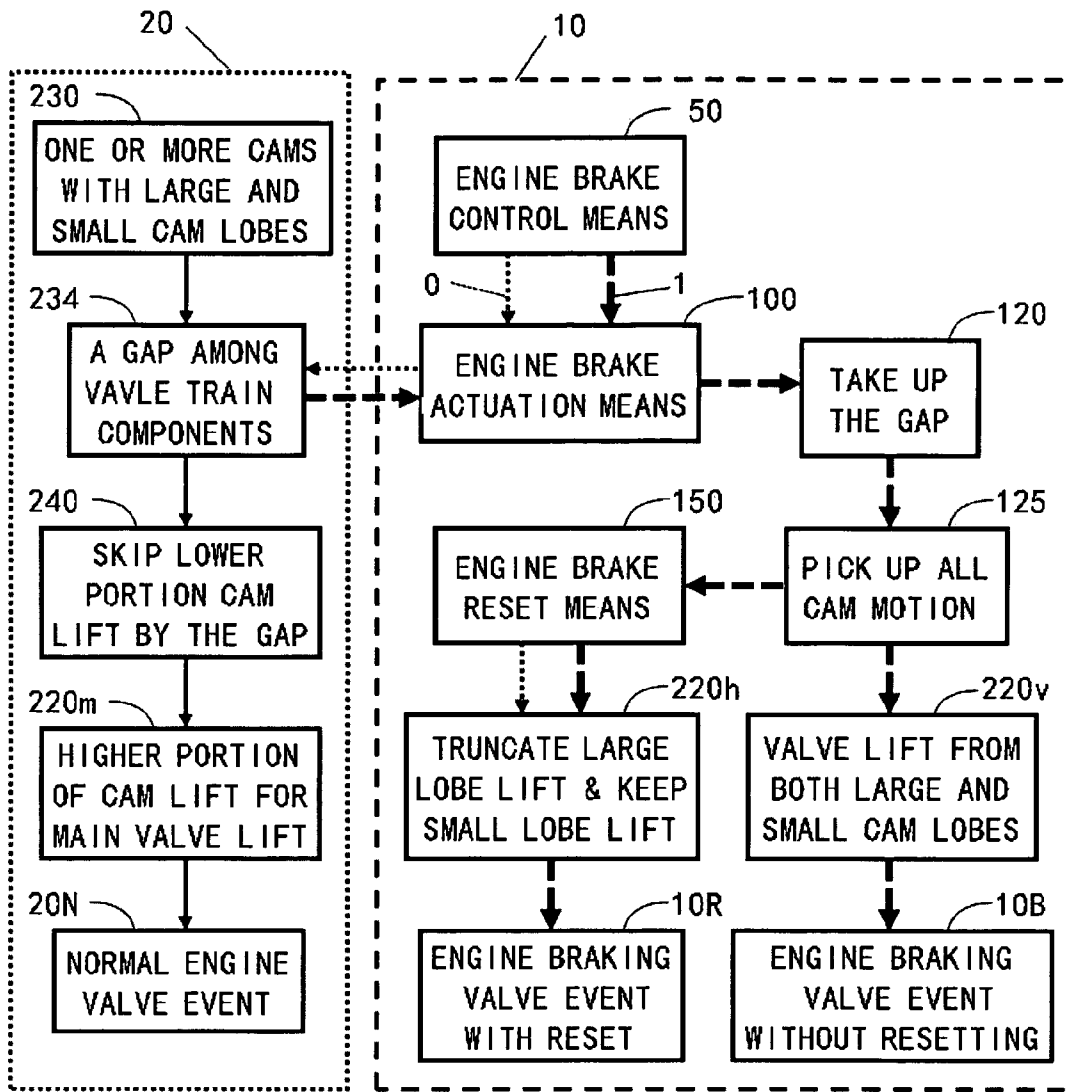 20
10
230
ONE OR MORE CAMS
WITH LARGE AND
SMALL CAM LOBES
50
ENGINE BRAKE
CONTROL MEANS
0
1
234
A GAP AMONG
VAVLE TRAIN
COMPONENTS
100
ENGINE BRAKE
ACTUATION MEANS
120
TAKE UP
THE GAP
240
SKIP LOWER
PORTION CAM
LIFT BY THE GAP
150
ENGINE BRAKE
RESET MEANS
125
PICK UP ALL
CAM MOTION
220m
HIGHER PORTION
OF CAM LIFT FOR
MAIN VALVE LIFT
220h
TRUNCATE LARGE
LOBE LIFT & KEEP
SMALL LOBE LIFT
220v
VALVE LIFT FROM
BOTH LARGE AND
SMALL CAM LOBES
20N
NORMAL ENGINE
VALVE EVENT
10R
ENGINE BRAKING
VALVE EVENT
WITH RESET
10B
ENGINE BRAKING
VALVE EVENT
WITHOUT RESETTING